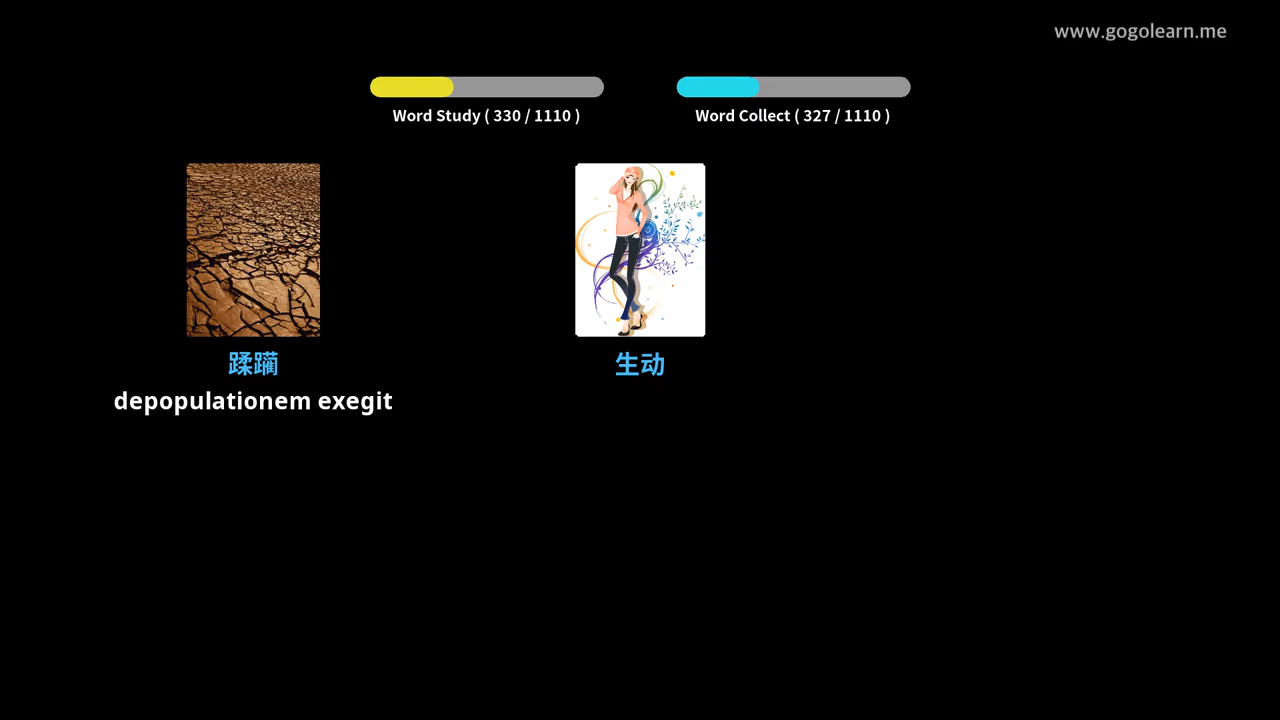 www.gogolearn.me
Word Study ( 330 / 1110 )
Word Collect ( 327 / 1110 )
蹂躏
生动
depopulationem exegit